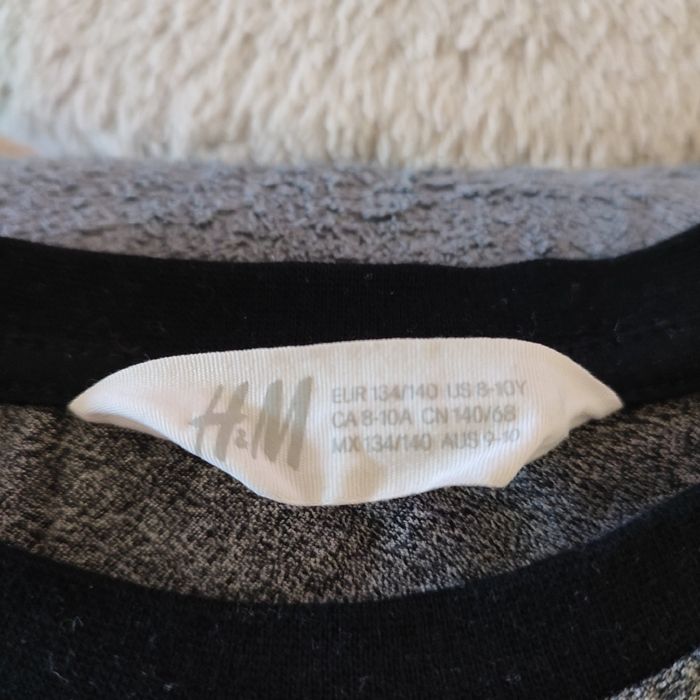 H&M
EUR 134/140 US 8-10Y
CA 8-10A CN 140/68
MX 134/140 AUS 9-10